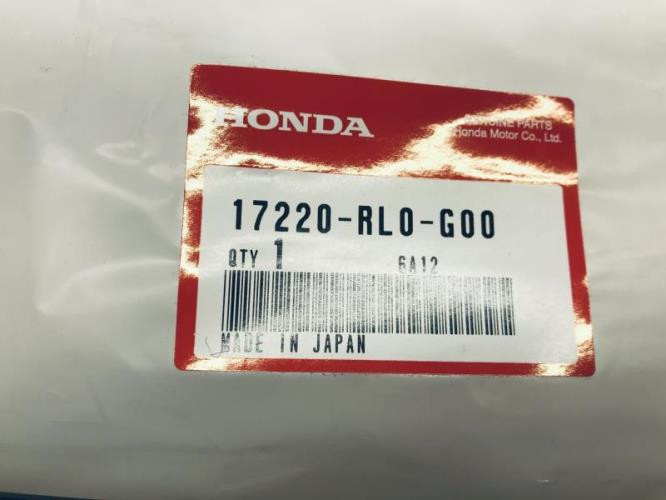 HONDA
GENUINE PARTS
Honda Motor Co., Ltd.
17220-RL0-G00
QTY 1 6A12
MADE IN JAPAN